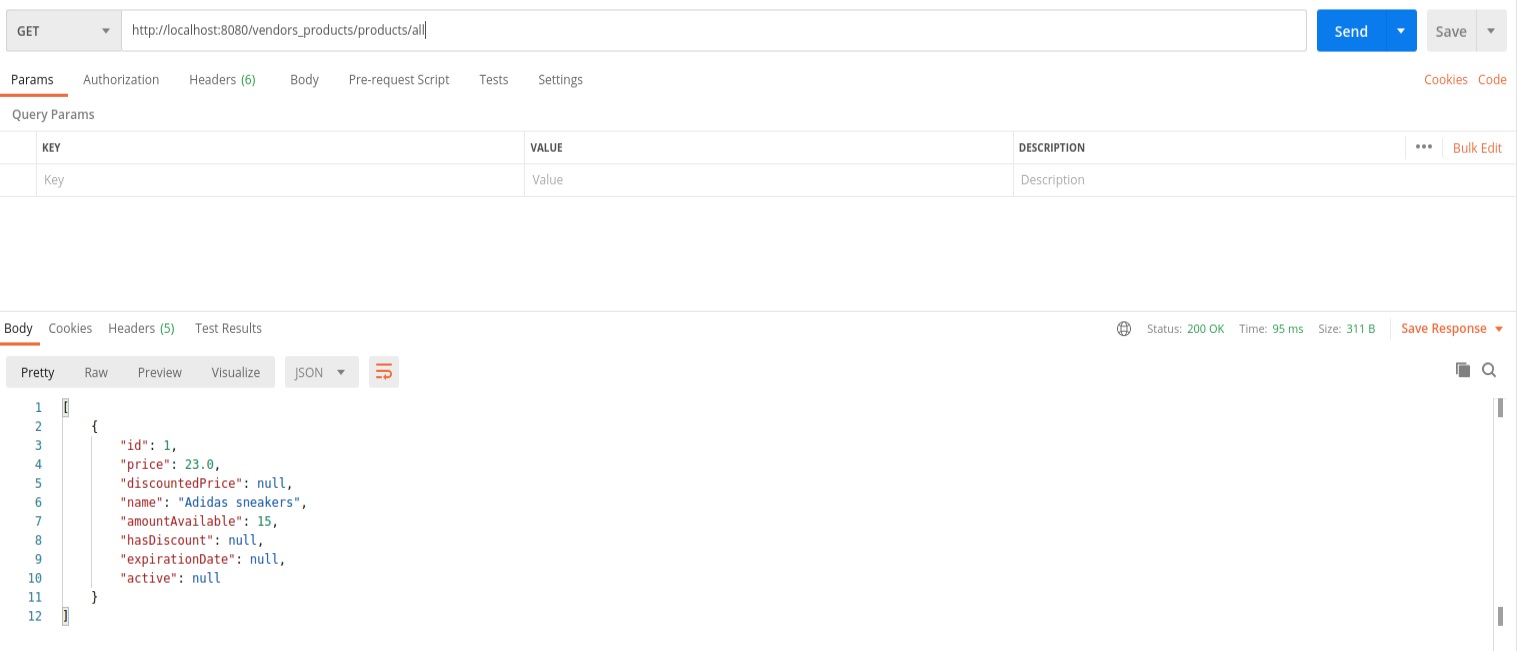 GET http://localhost:8080/vendors_products/products/all Send Save
Params Authorization Headers (6) Body Pre-request Script Tests Settings Cookies Code
Query Params
KEY VALUE DESCRIPTION ••• Bulk Edit
Key Value Description
Body Cookies Headers (5) Test Results Status: 200 OK Time: 95 ms Size: 311 B Save Response
Pretty Raw Preview Visualize JSON
1 [
2 {
3 "id": 1,
4 "price": 23.0,
5 "discountedPrice": null,
6 "name": "Adidas sneakers",
7 "amountAvailable": 15,
8 "hasDiscount": null,
9 "expirationDate": null,
10 "active": null
11 }
12 ]